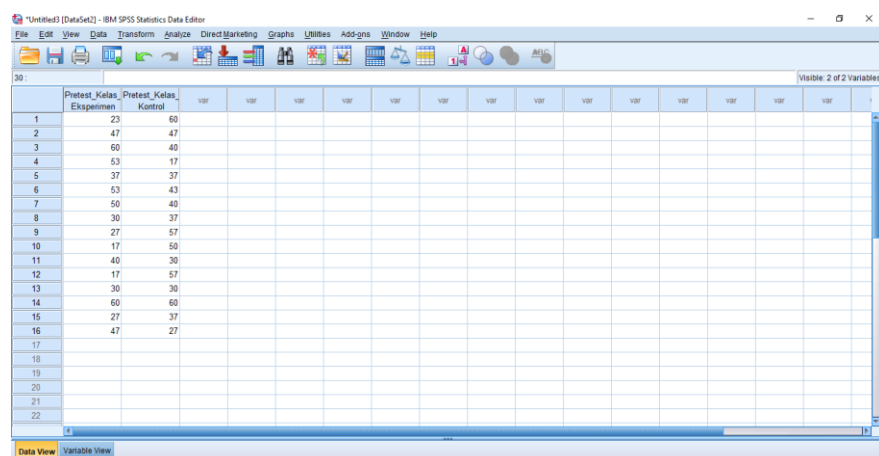 *Untitled3 [DataSet2] - IBM SPSS Statistics Data Editor
File Edit View Data Transform Analyze Direct Marketing Graphs Utilities Add-ons Window Help
30 :
Visible: 2 of 2 Variables
Pretest_Kelas_Eksperimen Pretest_Kelas_Kontrol var var var var var var var var var var var var var
1 23 60
2 47 47
3 60 40
4 53 17
5 37 37
6 53 43
7 50 40
8 30 37
9 27 57
10 17 50
11 40 30
12 17 57
13 30 30
14 60 60
15 27 37
16 47 27
17
18
19
20
21
22
Data View Variable View